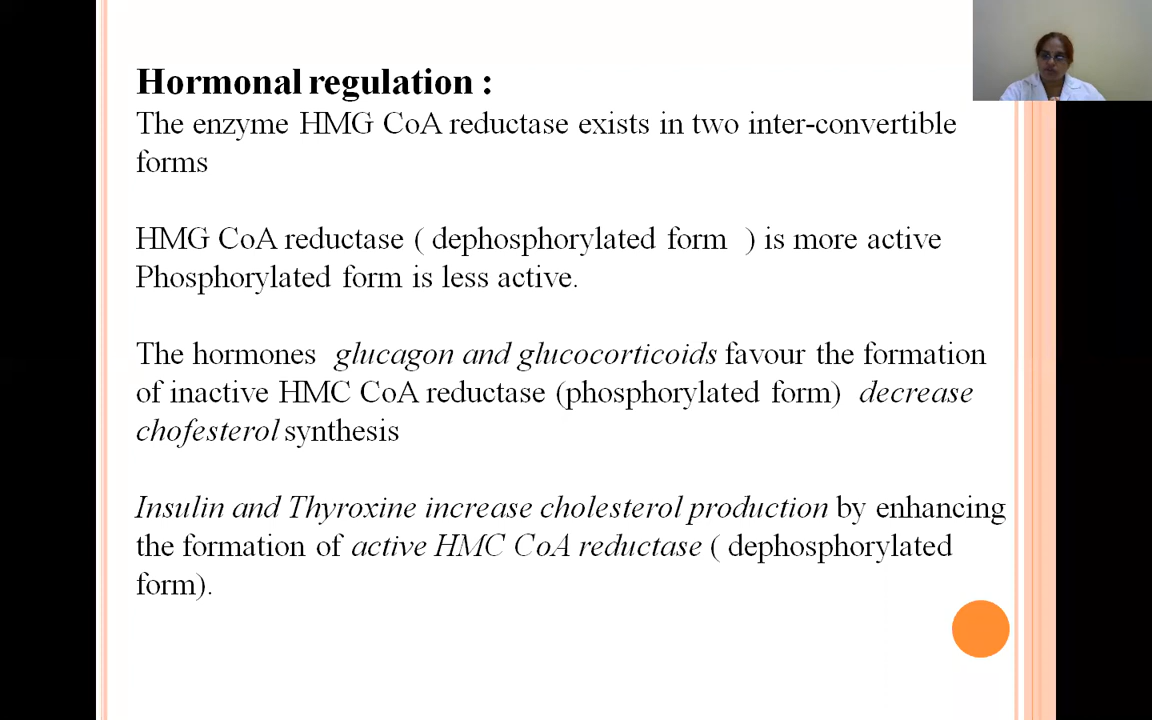 Hormonal regulation :
The enzyme HMG CoA reductase exists in two inter-convertible
forms
HMG CoA reductase ( dephosphorylated form  ) is more active
Phosphorylated form is less active.
The hormones  glucagon and glucocorticoids favour the formation
of inactive HMC CoA reductase (phosphorylated form)  decrease
chofesterol synthesis
Insulin and Thyroxine increase cholesterol production by enhancing
the formation of active HMC CoA reductase ( dephosphorylated
form).